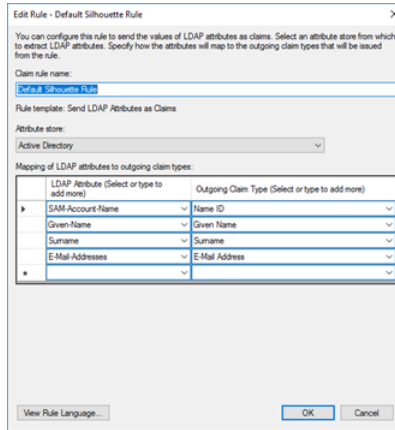 Edit Rule - Default Silhouette Rule
You can configure this rule to send the values of LDAP attributes as claims. Select an attribute store from which
to extract LDAP attributes. Specify how the attributes will map to the outgoing claim types that will be issued
from the rule.
Claim rule name:
Default Silhouette Rule
Rule template: Send LDAP Attributes as Claims
Attribute store:
Active Directory
Mapping of LDAP attributes to outgoing claim types:
LDAP Attribute (Select or type to
add more)
Outgoing Claim Type (Select or type to add more)
SAM-Account-Name Name ID
Given-Name Given Name
Surname Surname
E-Mail-Addresses E-Mail Address
View Rule Language...
OK
Cancel